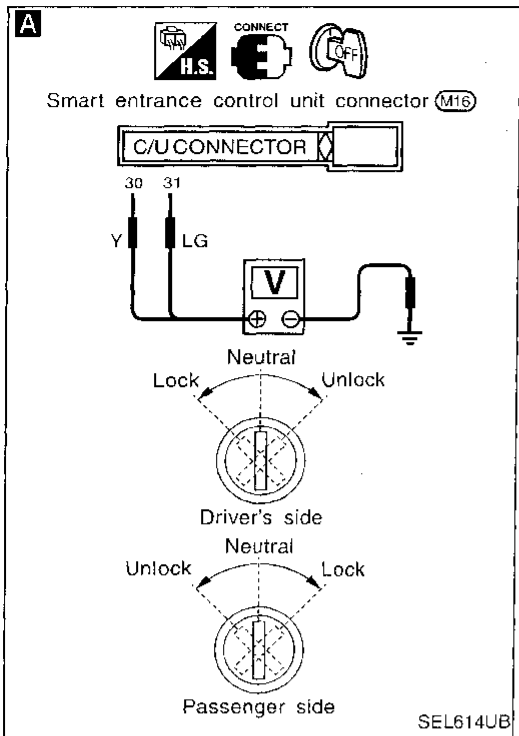 A
H.S.
CONNECT
OFF
Smart entrance control unit connector M16
C/U CONNECTOR
30 31
Y LG
V
⊕ ⊖
Neutral
Lock Unlock
Driver's side
Neutral
Unlock Lock
Passenger side
SEL614UB